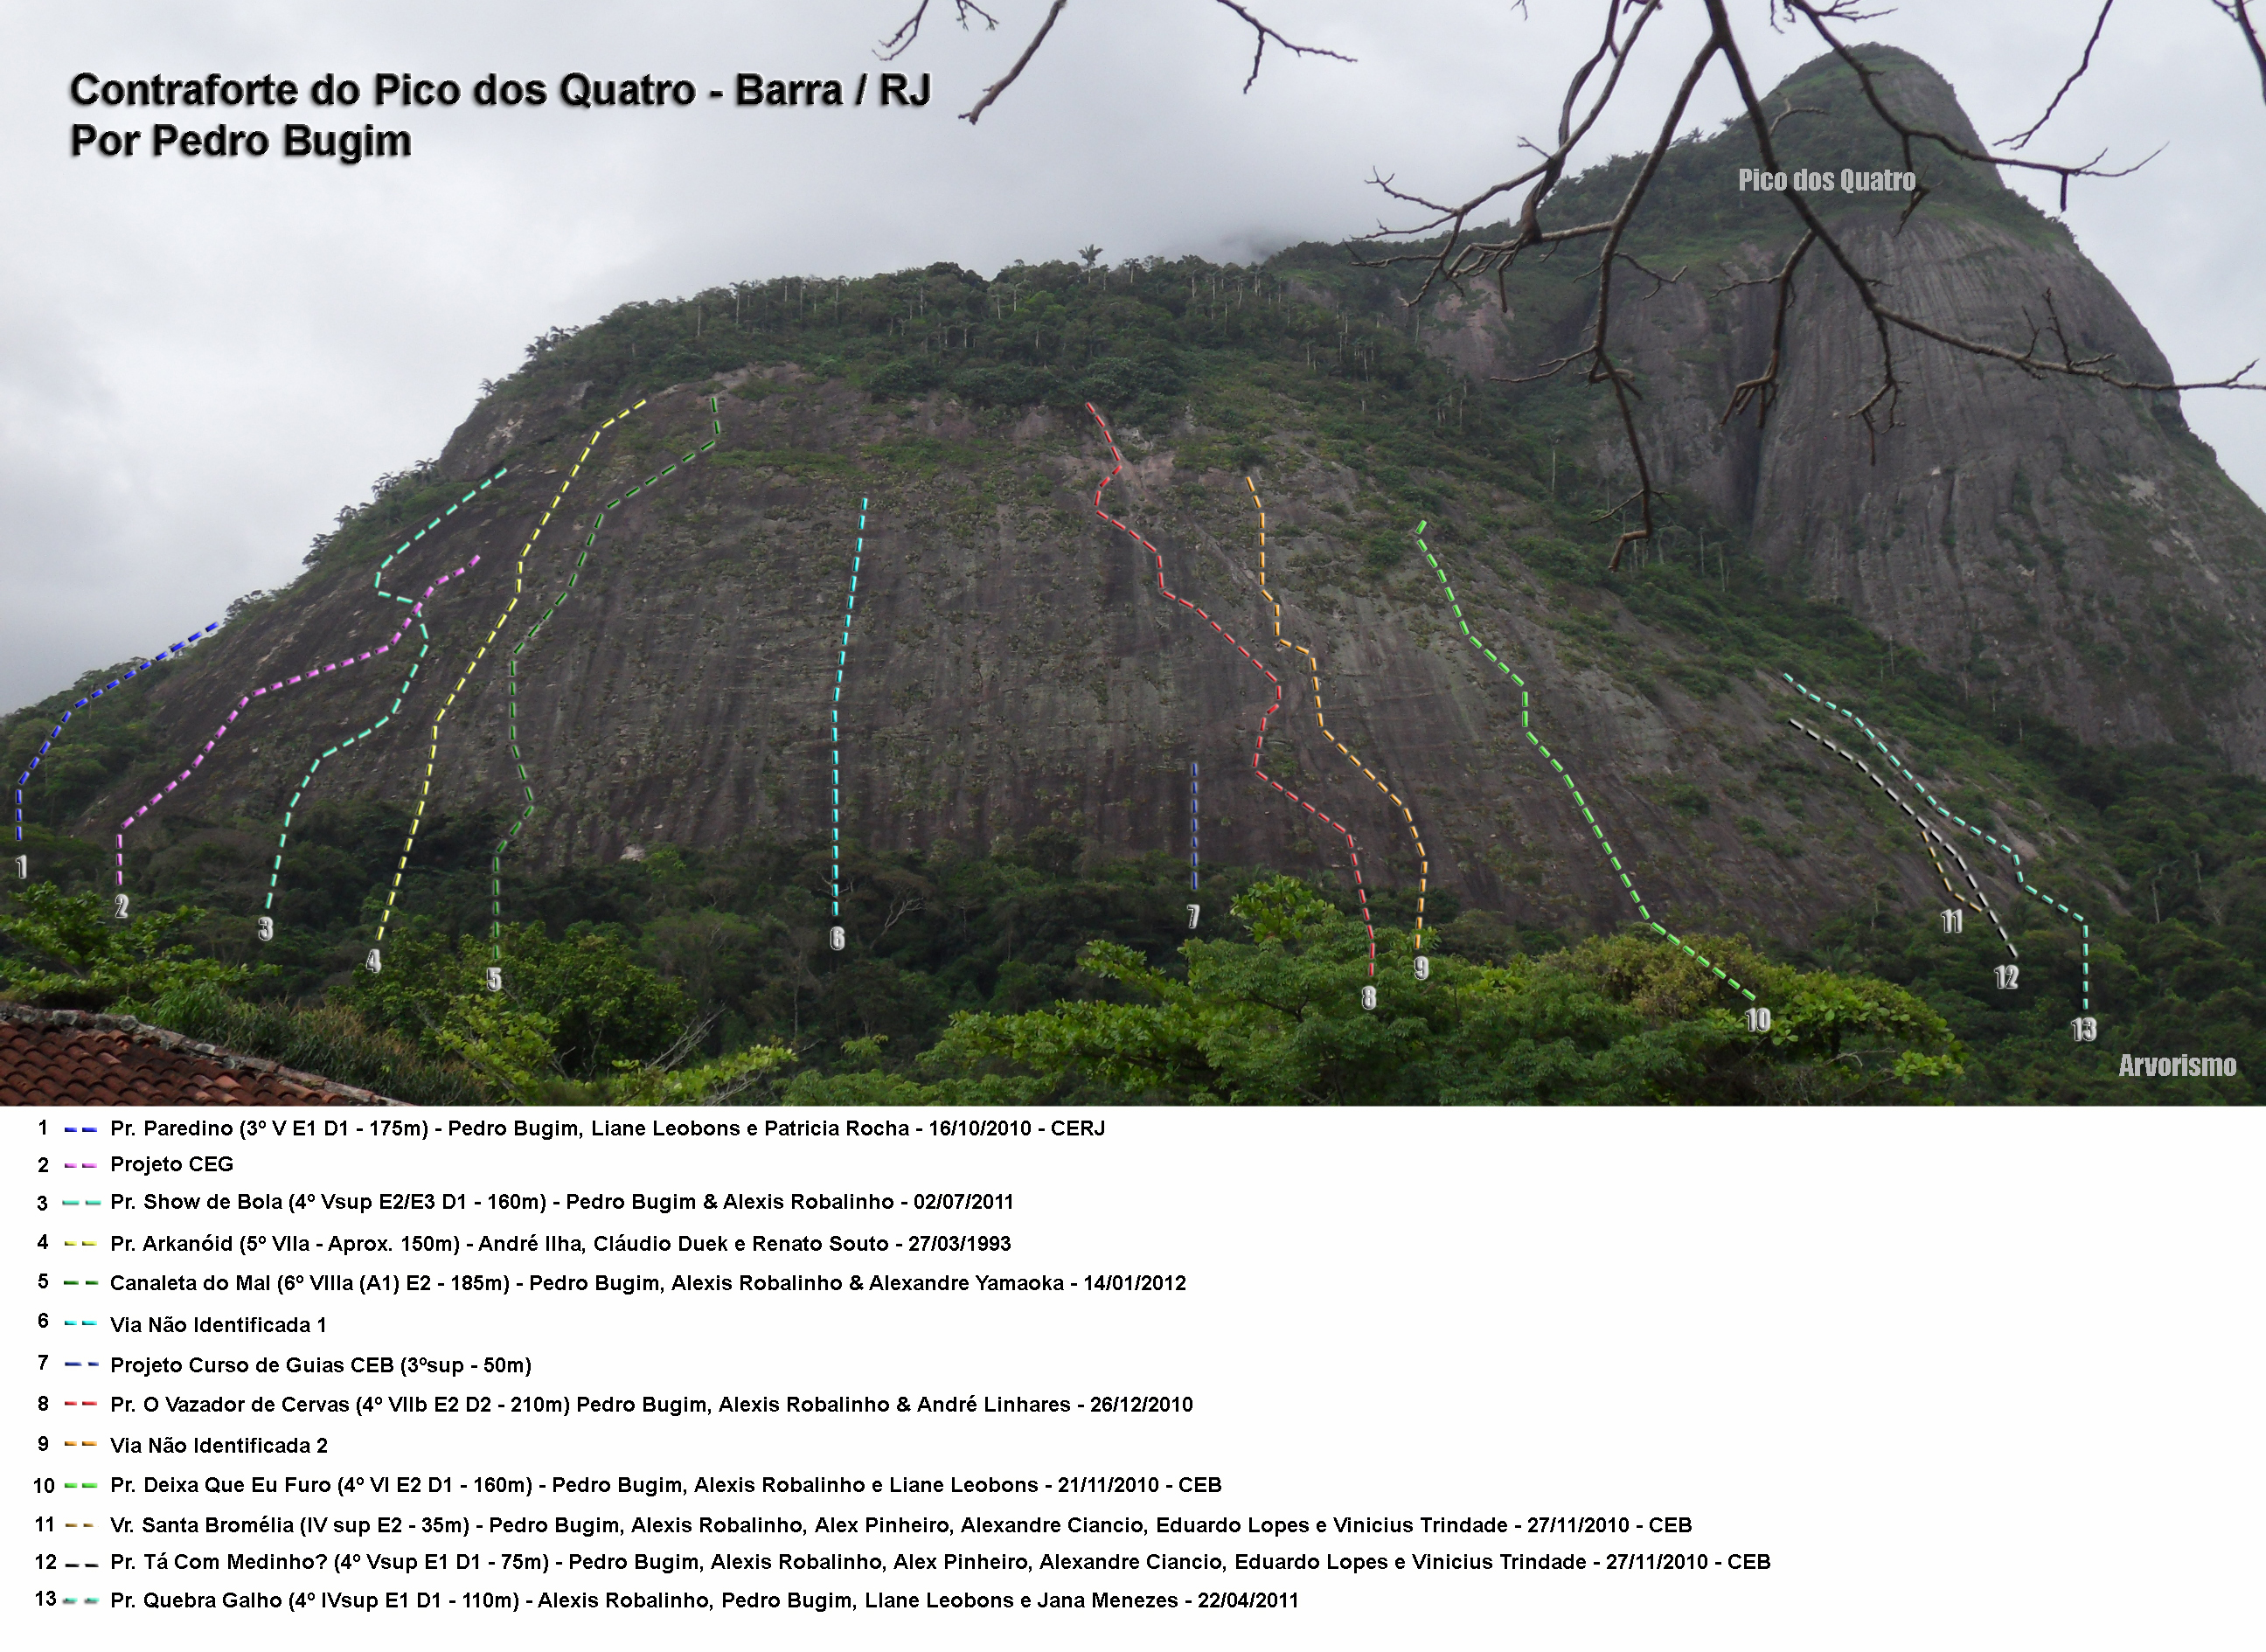 Contraforte do Pico dos Quatro - Barra / RJ
Por Pedro Bugim
Pico dos Quatro
1
2
3
4
5
6
7
8
9
10
11
12
13
Arvorismo
1 Pr. Paredino (3º V E1 D1 - 175m) - Pedro Bugim, Liane Leobons e Patricia Rocha - 16/10/2010 - CERJ
2 Projeto CEG
3 Pr. Show de Bola (4º Vsup E2/E3 D1 - 160m) - Pedro Bugim & Alexis Robalinho - 02/07/2011
4 Pr. Arkanóid (5º VIIa - Aprox. 150m) - André Ilha, Cláudio Duek e Renato Souto - 27/03/1993
5 Canaleta do Mal (6º VIIIa (A1) E2 - 185m) - Pedro Bugim, Alexis Robalinho & Alexandre Yamaoka - 14/01/2012
6 Via Não Identificada 1
7 Projeto Curso de Guias CEB (3ºsup - 50m)
8 Pr. O Vazador de Cervas (4º VIIb E2 D2 - 210m) Pedro Bugim, Alexis Robalinho & André Linhares - 26/12/2010
9 Via Não Identificada 2
10 Pr. Deixa Que Eu Furo (4º VI E2 D1 - 160m) - Pedro Bugim, Alexis Robalinho e Liane Leobons - 21/11/2010 - CEB
11 Vr. Santa Bromélia (IV sup E2 - 35m) - Pedro Bugim, Alexis Robalinho, Alex Pinheiro, Alexandre Ciancio, Eduardo Lopes e Vinicius Trindade - 27/11/2010 - CEB
12 Pr. Tá Com Medinho? (4º Vsup E1 D1 - 75m) - Pedro Bugim, Alexis Robalinho, Alex Pinheiro, Alexandre Ciancio, Eduardo Lopes e Vinicius Trindade - 27/11/2010 - CEB
13 Pr. Quebra Galho (4º IVsup E1 D1 - 110m) - Alexis Robalinho, Pedro Bugim, LIane Leobons e Jana Menezes - 22/04/2011